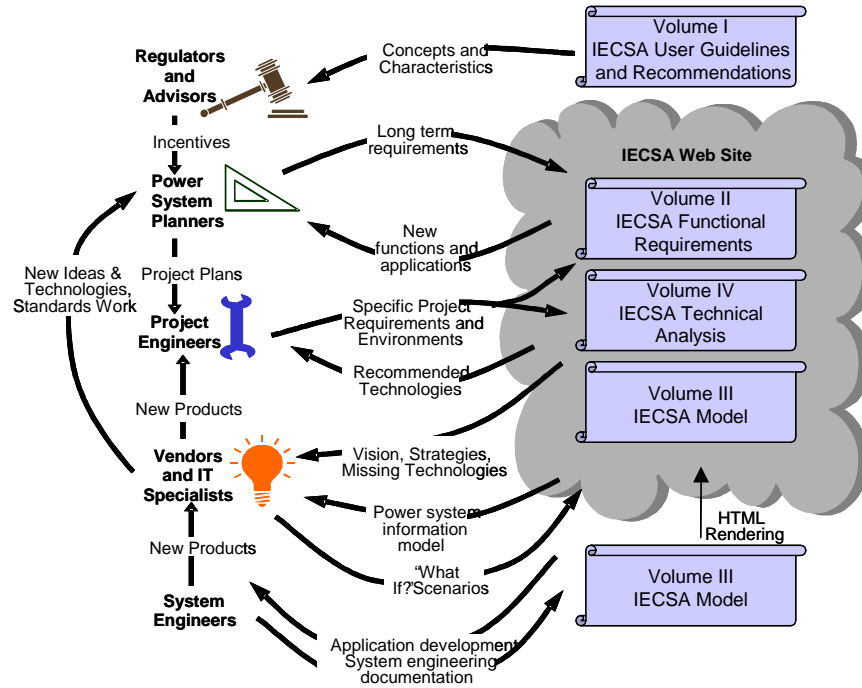 Regulators
and
Advisors
Concepts and
Characteristics
Volume I
IECSA User Guidelines
and Recommendations
Incentives
Long term
requirements
IECSA Web Site
Power
System
Planners
Volume II
IECSA Functional
Requirements
New
functions and
applications
New Ideas &
Technologies,
Standards Work
Project Plans
Project
Engineers
Specific Project
Requirements and
Environments
Volume IV
IECSA Technical
Analysis
Recommended
Technologies
Volume III
IECSA Model
New Products
Vendors
and IT
Specialists
Vision, Strategies,
Missing Technologies
Power system
information
model
HTML
Rendering
New Products
"What
If?"Scenarios
Volume III
IECSA Model
System
Engineers
Application development
System engineering
documentation